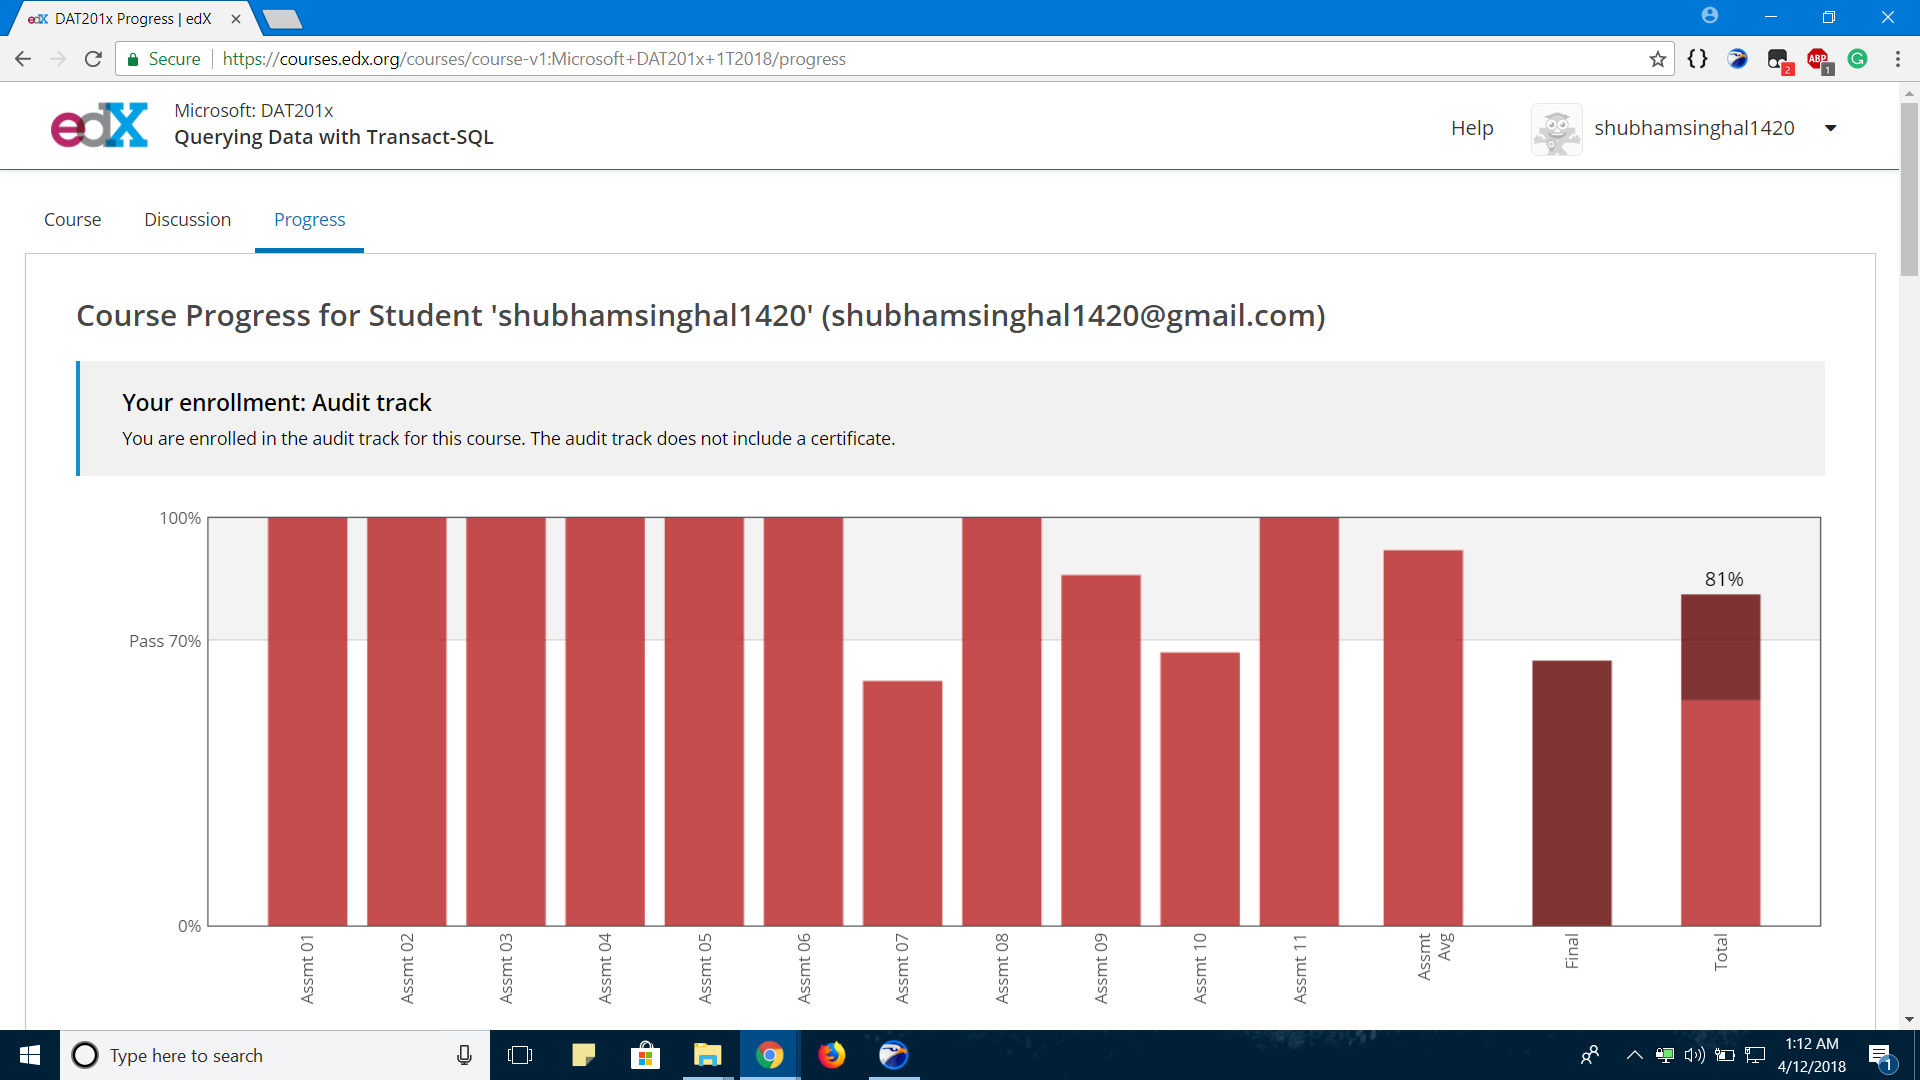 edX DAT201x Progress | edX
Secure https://courses.edx.org/courses/course-v1:Microsoft+DAT201x+1T2018/progress
2
ABP
1
G
edX
Microsoft: DAT201x
Querying Data with Transact-SQL
Help
shubhamsinghal1420
Course Discussion Progress
Course Progress for Student 'shubhamsinghal1420' (shubhamsinghal1420@gmail.com)
Your enrollment: Audit track
You are enrolled in the audit track for this course. The audit track does not include a certificate.
100%
81%
Pass 70%
0%
Assmt 01
Assmt 02
Assmt 03
Assmt 04
Assmt 05
Assmt 06
Assmt 07
Assmt 08
Assmt 09
Assmt 10
Assmt 11
Assmt
Avg
Final
Total
Type here to search
1:12 AM
4/12/2018
1